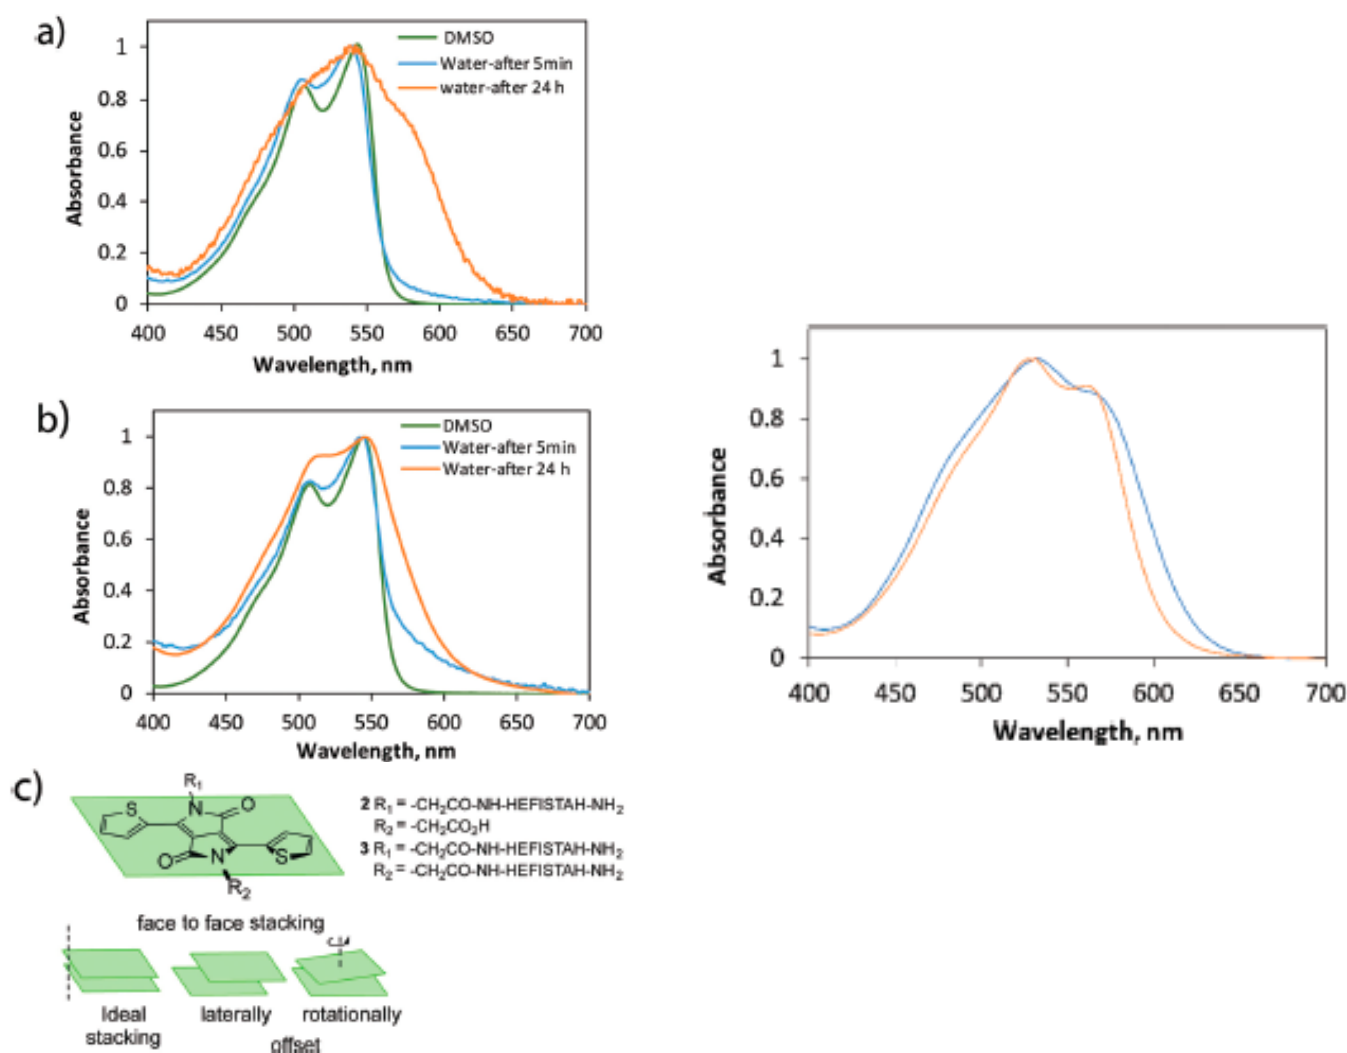 a)
DMSO
Water-after 5min
water-after 24 h
1
0.8
0.6
0.4
0.2
0
Absorbance
400 450 500 550 600 650 700
Wavelength, nm
b)
DMSO
Water-after 5min
Water-after 24 h
1
0.8
0.6
0.4
0.2
0
Absorbance
400 450 500 550 600 650 700
Wavelength, nm
1
0.8
0.6
0.4
0.2
0
Absorbance
400 450 500 550 600 650 700
Wavelength, nm
c)
R₁
S
N
O
O
N
S
R₂
2 R₁ = -CH₂CO-NH-HEFISTAH-NH₂
R₂ = -CH₂CO₂H
3 R₁ = -CH₂CO-NH-HEFISTAH-NH₂
R₂ = -CH₂CO-NH-HEFISTAH-NH₂
face to face stacking
Ideal stacking
laterally
rotationally
offset